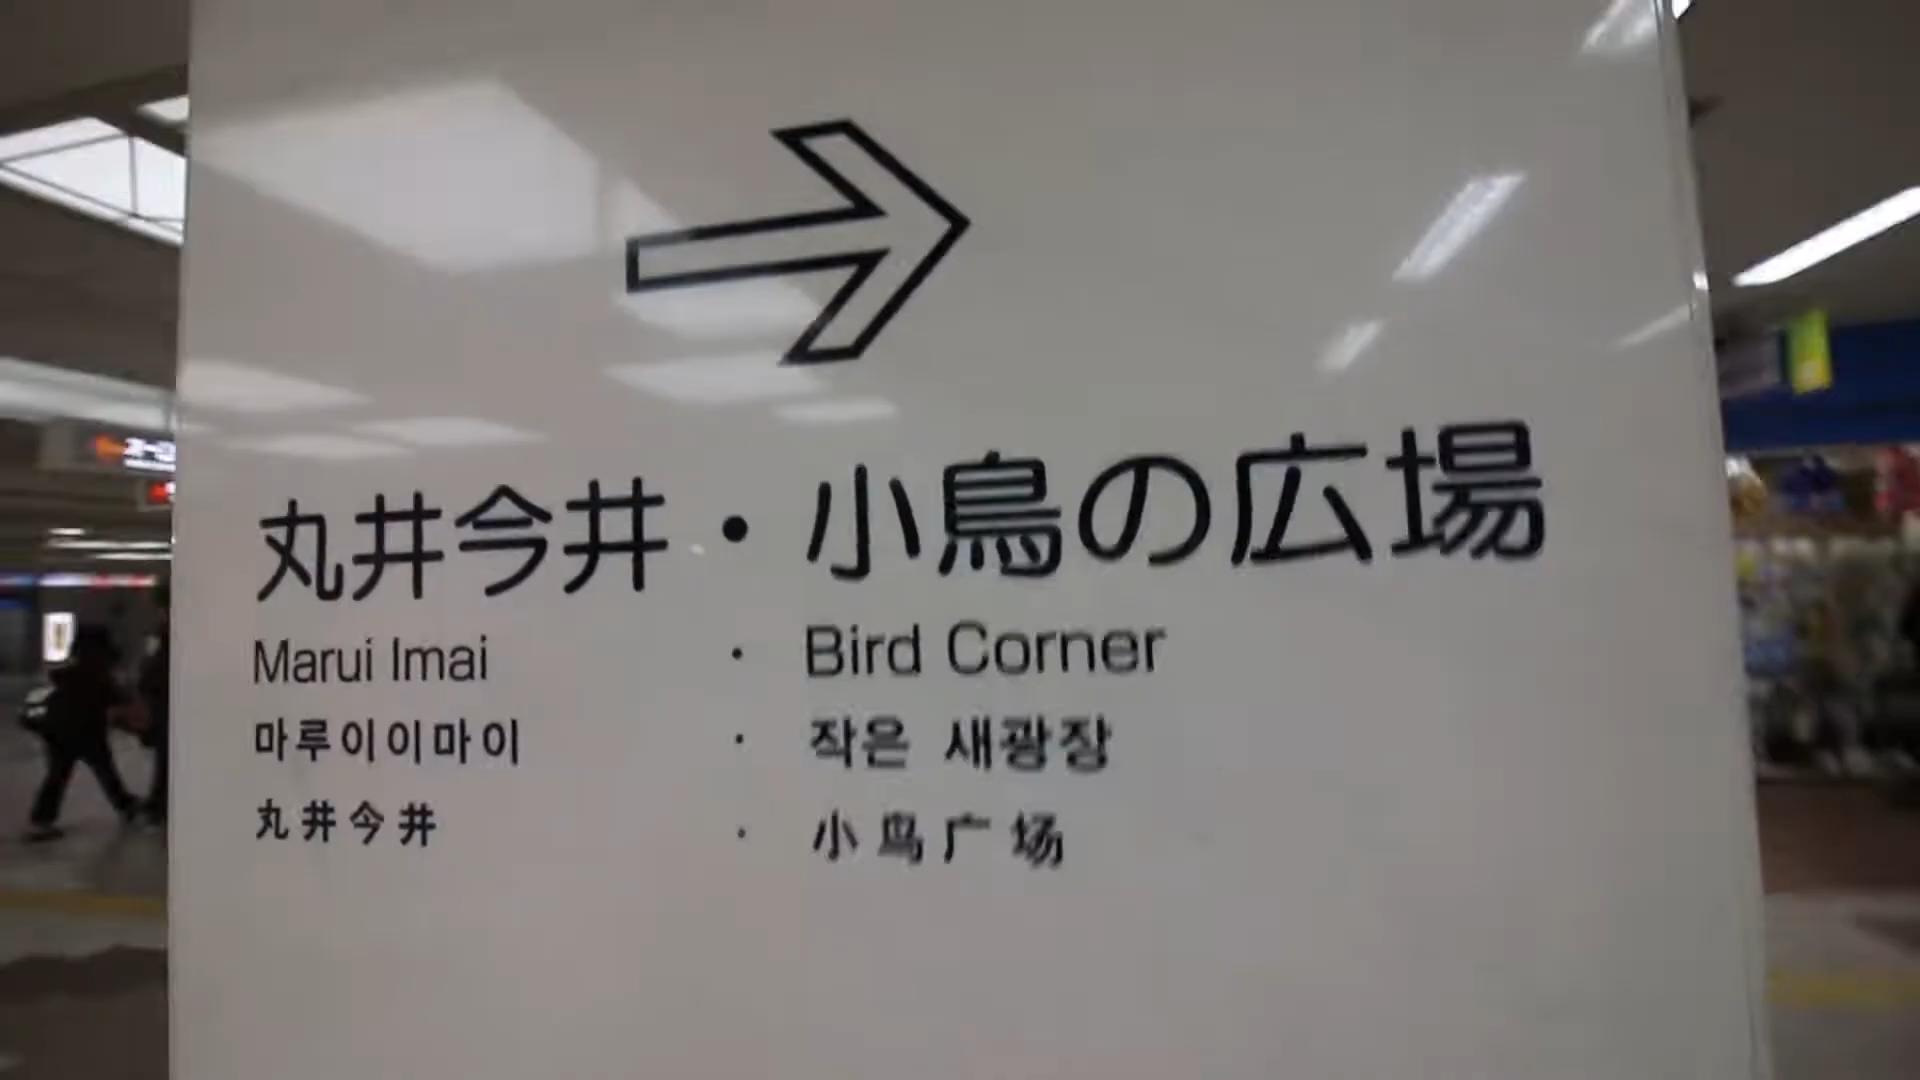 丸井今井・小鳥の広場
Marui Imai ・ Bird Corner
마루이이마이 ・ 작은 새광장
丸井今井 ・ 小鸟广场